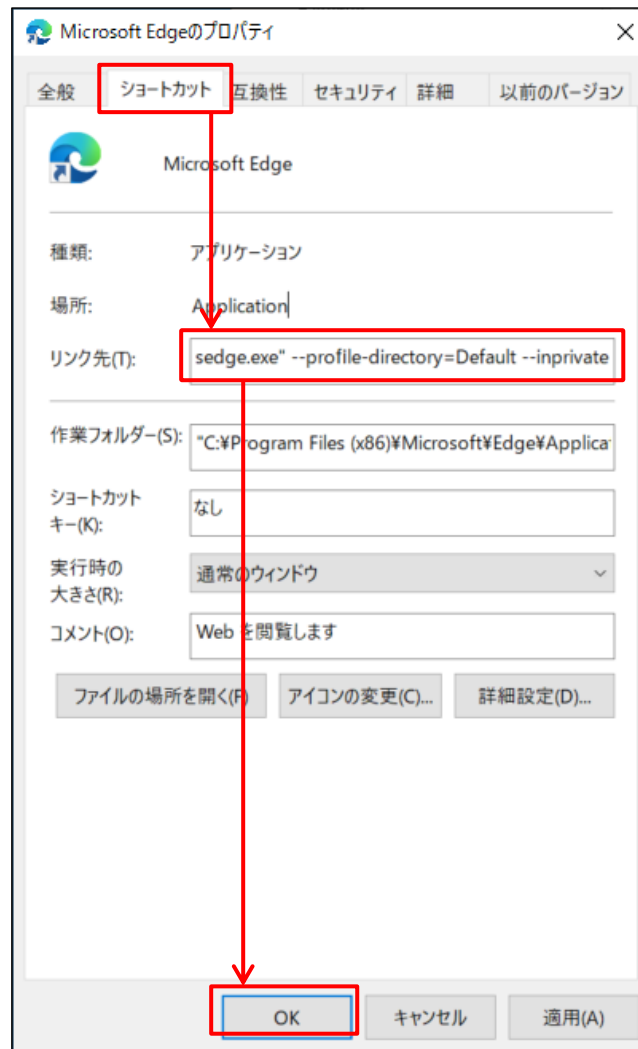 Microsoft Edgeのプロパティ
全般 ショートカット 互換性 セキュリティ 詳細 以前のバージョン
Microsoft Edge
種類: アプリケーション
場所: Application
リンク先(T): sedge.exe" --profile-directory=Default --inprivate
作業フォルダー(S): "C:¥Program Files (x86)¥Microsoft¥Edge¥Applicat
ショートカット
キー(K): なし
実行時の
大きさ(R): 通常のウィンドウ
コメント(O): Web を閲覧します
ファイルの場所を開く(F) アイコンの変更(C)... 詳細設定(D)...
OK キャンセル 適用(A)